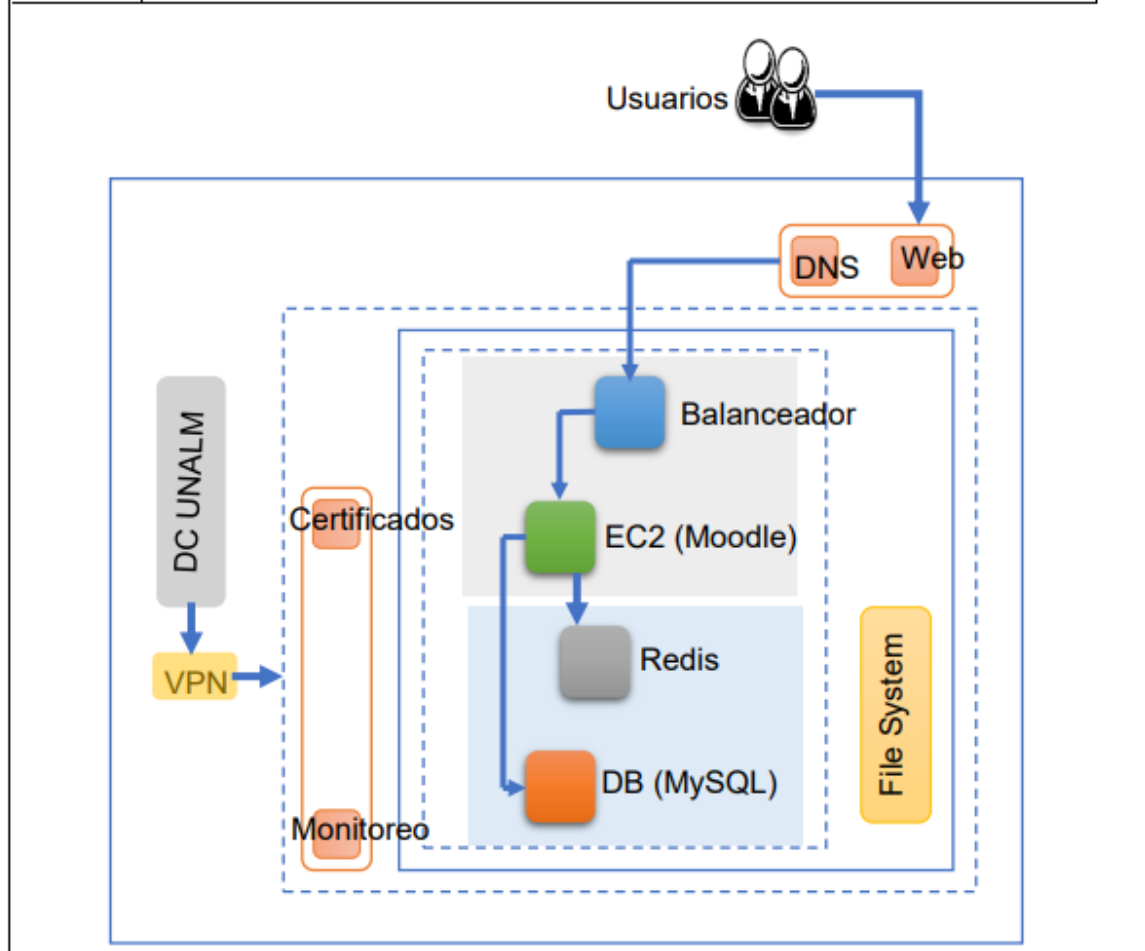 Usuarios
DNS
Web
Balanceador
DC UNALM
Certificados
EC2 (Moodle)
Redis
VPN
File System
DB (MySQL)
Monitoreo